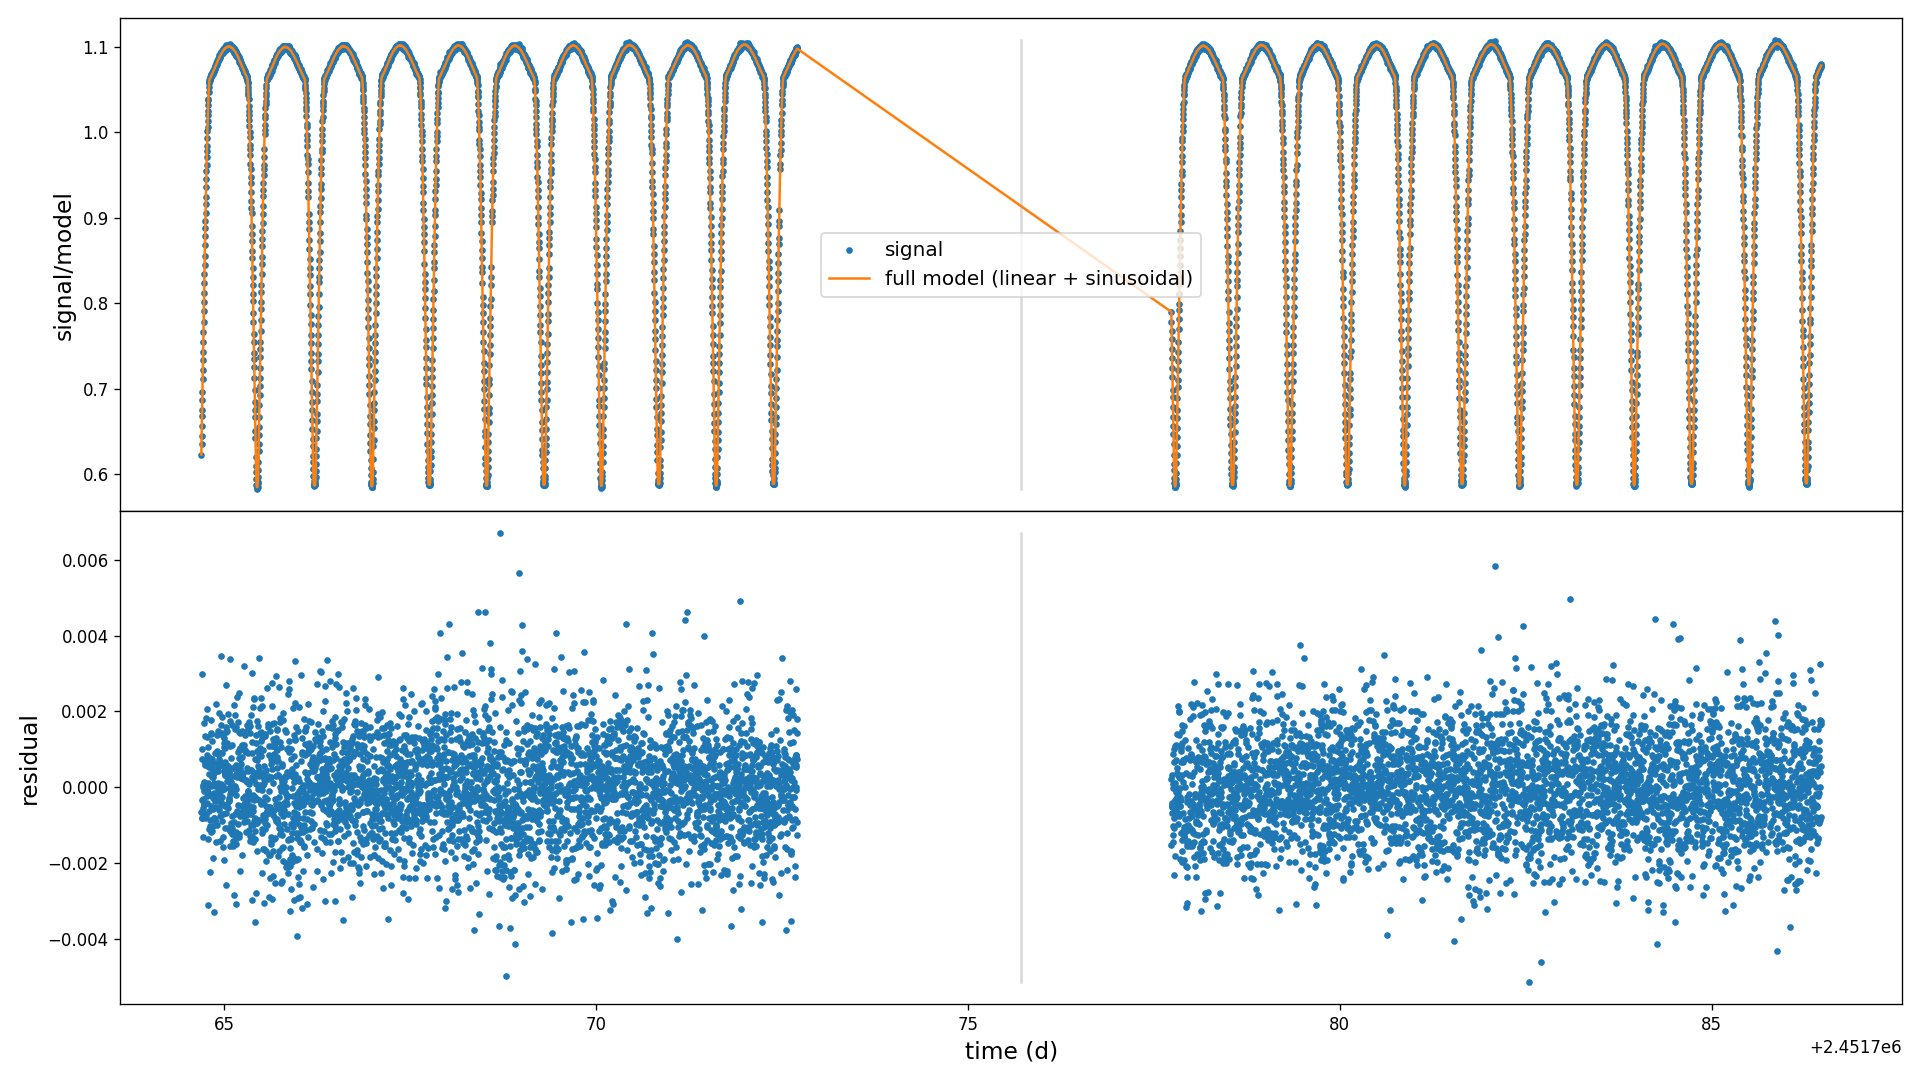 1.1
1.0
0.9
0.8
0.7
0.6
signal/model
signal
full model (linear + sinusoidal)
0.006
0.004
0.002
0.000
−0.002
−0.004
residual
65
70
75
80
85
time (d)
+2.4517e6